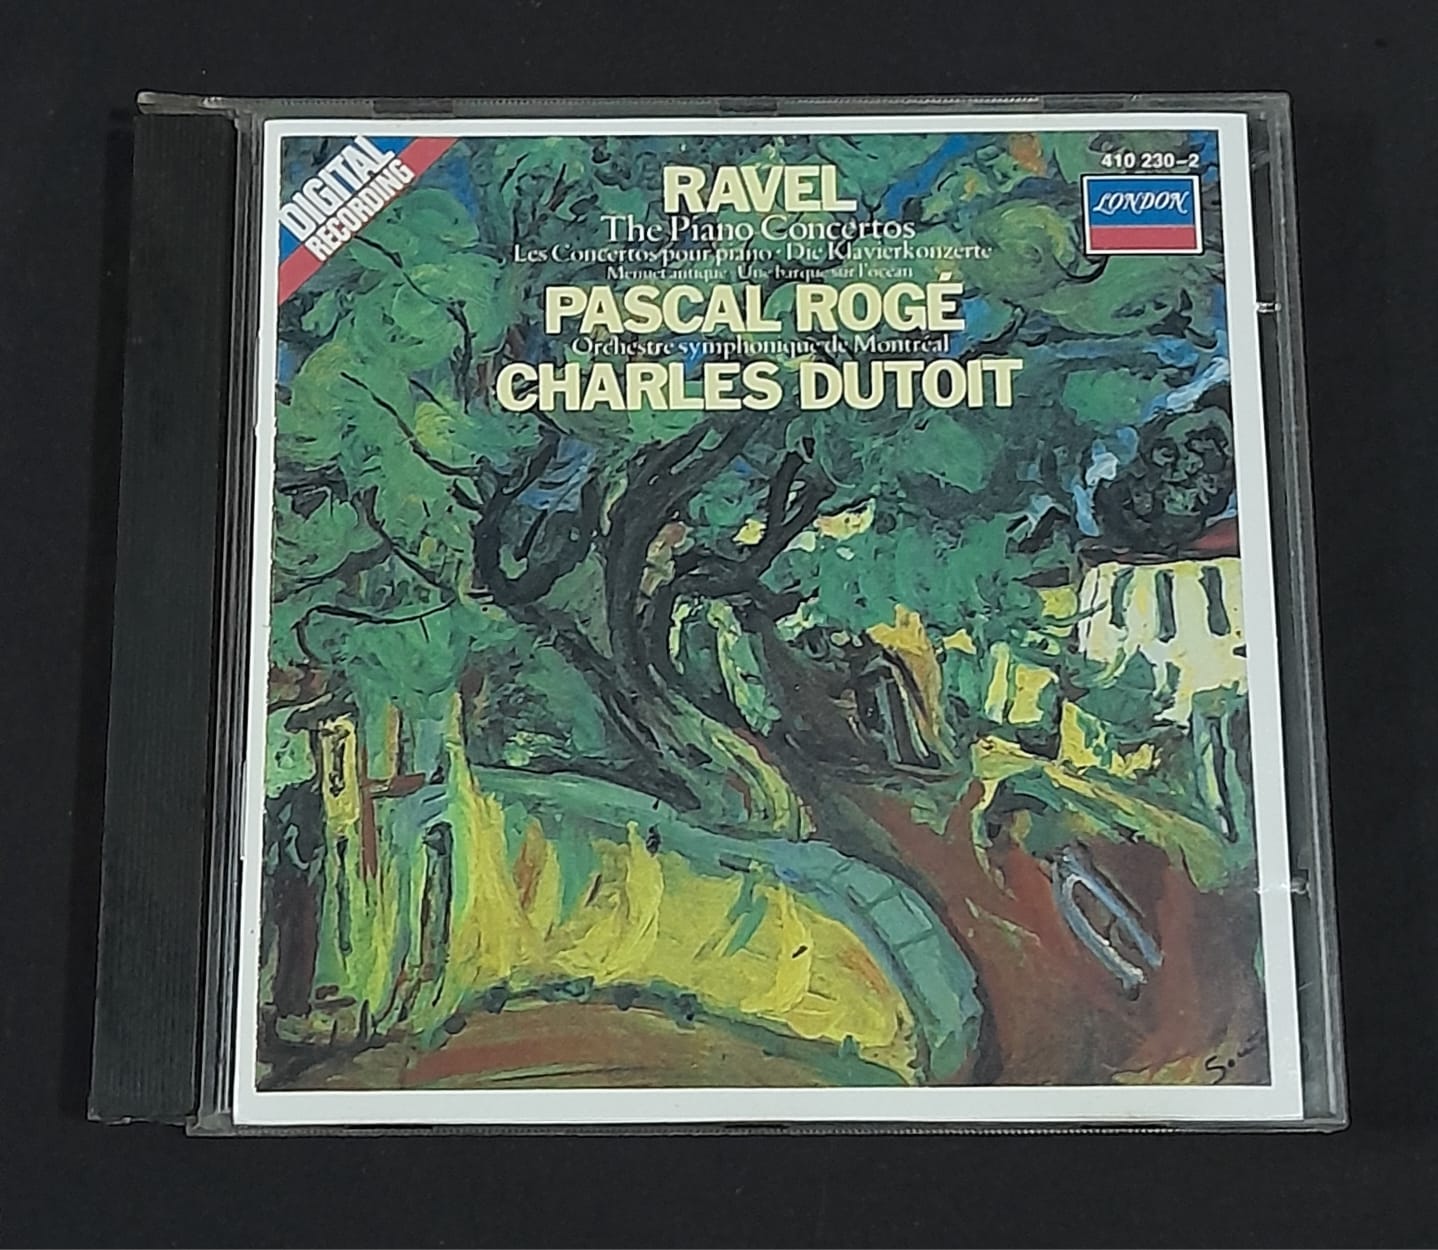 DIGITAL
RECORDING
410 230-2
LONDON
RAVEL
The Piano Concertos
Les Concertos pour piano · Die Klavierkonzerte
Menuet antique · Une barque sur l'océan
PASCAL ROGÉ
Orchestre symphonique de Montréal
CHARLES DUTOIT